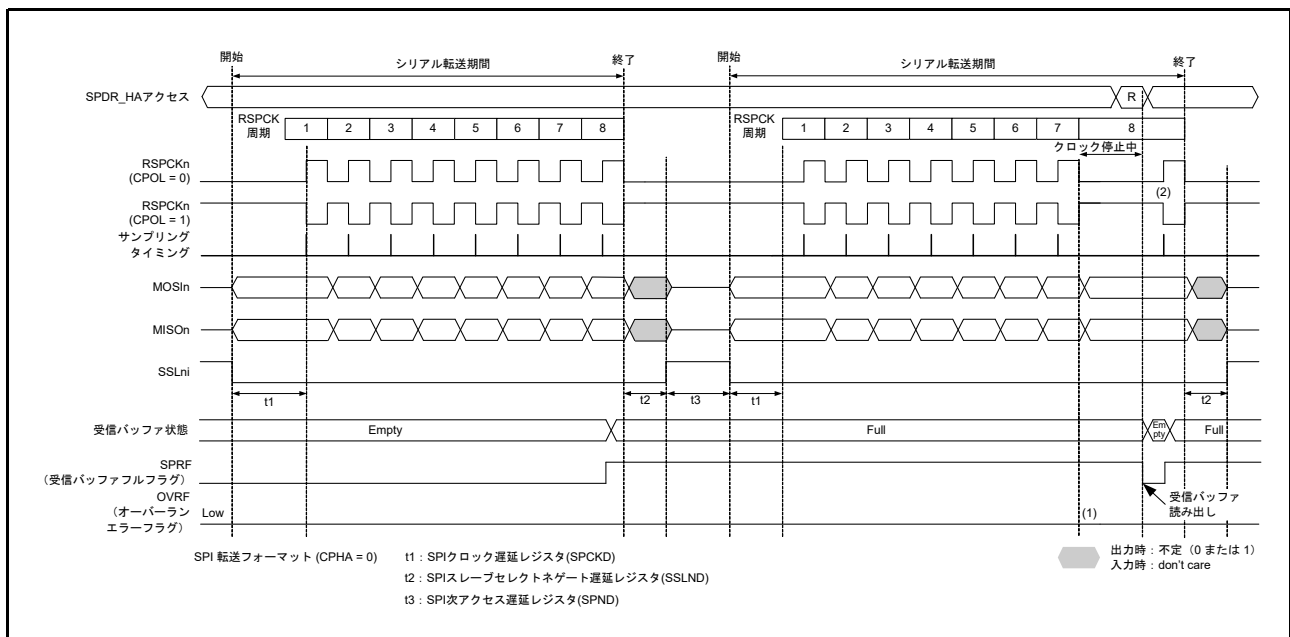 開始 シリアル転送期間 終了 開始 シリアル転送期間 終了
SPDR_HAアクセス R
RSPCK
周期 1 2 3 4 5 6 7 8 RSPCK
周期 1 2 3 4 5 6 7 8
クロック停止中
RSPCKn
(CPOL = 0)
(2)
RSPCKn
(CPOL = 1)
サンプリング
タイミング
MOSIn
MISOn
SSLni
t1 t2 t3 t1 t2
受信バッファ状態 Empty Full Em
pty Full
SPRF
(受信バッファフルフラグ)
受信バッファ
読み出し
OVRF
(オーバーラン
エラーフラグ) Low (1)
SPI 転送フォーマット (CPHA = 0) t1:SPIクロック遅延レジスタ(SPCKD)
t2:SPIスレーブセレクトネゲート遅延レジスタ(SSLND)
t3:SPI次アクセス遅延レジスタ(SPND)
出力時:不定(0 または 1)
入力時:don't care